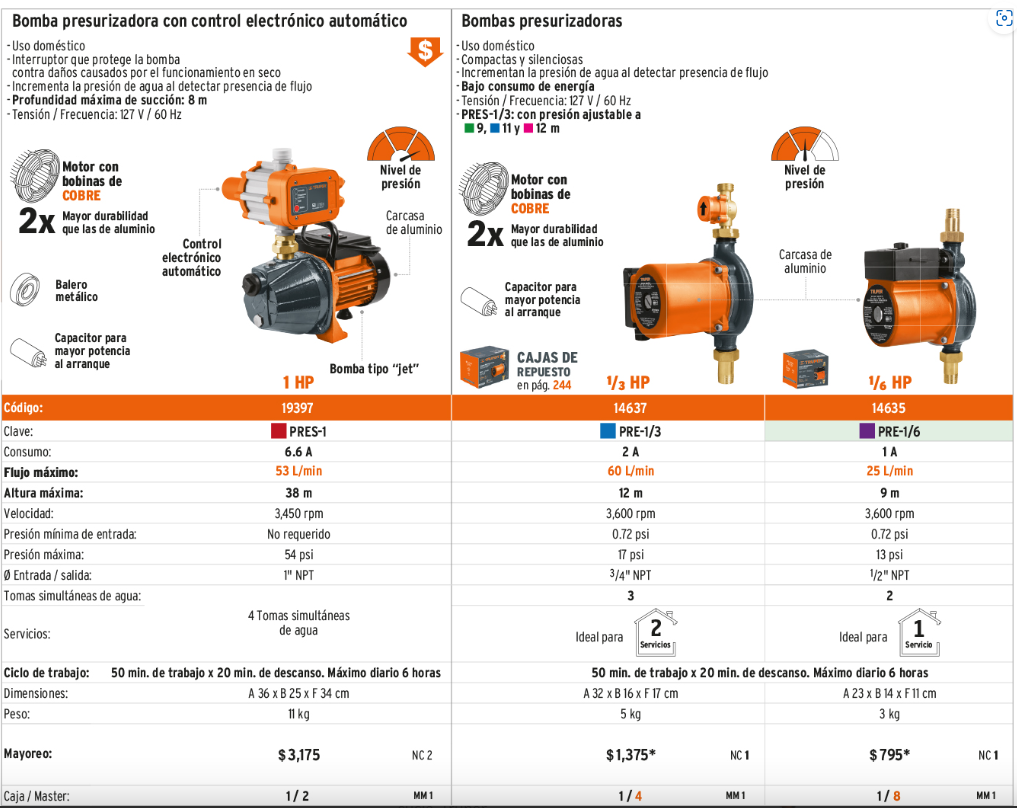 Bomba presurizadora con control electrónico automático
- Uso doméstico
- Interruptor que protege la bomba
contra daños causados por el funcionamiento en seco
- Incrementa la presión de agua al detectar presencia de flujo
- Profundidad máxima de succión: 8 m
- Tensión / Frecuencia: 127 V / 60 Hz
$
Motor con
bobinas de
COBRE
2x Mayor durabilidad
que las de aluminio
Balero
metálico
Capacitor para
mayor potencia
al arranque
Nivel de
presión
Carcasa
de aluminio
Control
electrónico
automático
Bomba tipo “jet”
1 HP
Bombas presurizadoras
- Uso doméstico
- Compactas y silenciosas
- Incrementan la presión de agua al detectar presencia de flujo
- Bajo consumo de energía
- Tensión / Frecuencia: 127 V / 60 Hz
- PRES-1/3: con presión ajustable a
9, 11 y 12 m
Motor con
bobinas de
COBRE
2x Mayor durabilidad
que las de aluminio
Capacitor para
mayor potencia
al arranque
Nivel de
presión
Carcasa de
aluminio
TRUPER
CAJAS DE
REPUESTO
en pág. 244
1/3 HP
1/6 HP
Código: 19397 14637 14635
Clave: PRES-1 PRE-1/3 PRE-1/6
Consumo: 6.6 A 2 A 1 A
Flujo máximo: 53 L/min 60 L/min 25 L/min
Altura máxima: 38 m 12 m 9 m
Velocidad: 3,450 rpm 3,600 rpm 3,600 rpm
Presión mínima de entrada: No requerido 0.72 psi 0.72 psi
Presión máxima: 54 psi 17 psi 13 psi
Ø Entrada / salida: 1" NPT 3/4" NPT 1/2" NPT
Tomas simultáneas de agua: 3 2
Servicios: 4 Tomas simultáneas
de agua
Ideal para 2 Servicios
Ideal para 1 Servicio
Ciclo de trabajo: 50 min. de trabajo x 20 min. de descanso. Máximo diario 6 horas 50 min. de trabajo x 20 min. de descanso. Máximo diario 6 horas
Dimensiones: A 36 x B 25 x F 34 cm A 32 x B 16 x F 17 cm A 23 x B 14 x F 11 cm
Peso: 11 kg 5 kg 3 kg
Mayoreo: $3,175 NC 2 $1,375* NC 1 $795* NC 1
Caja / Master: 1 / 2 MM 1 1 / 4 MM 1 1 / 8 MM 1